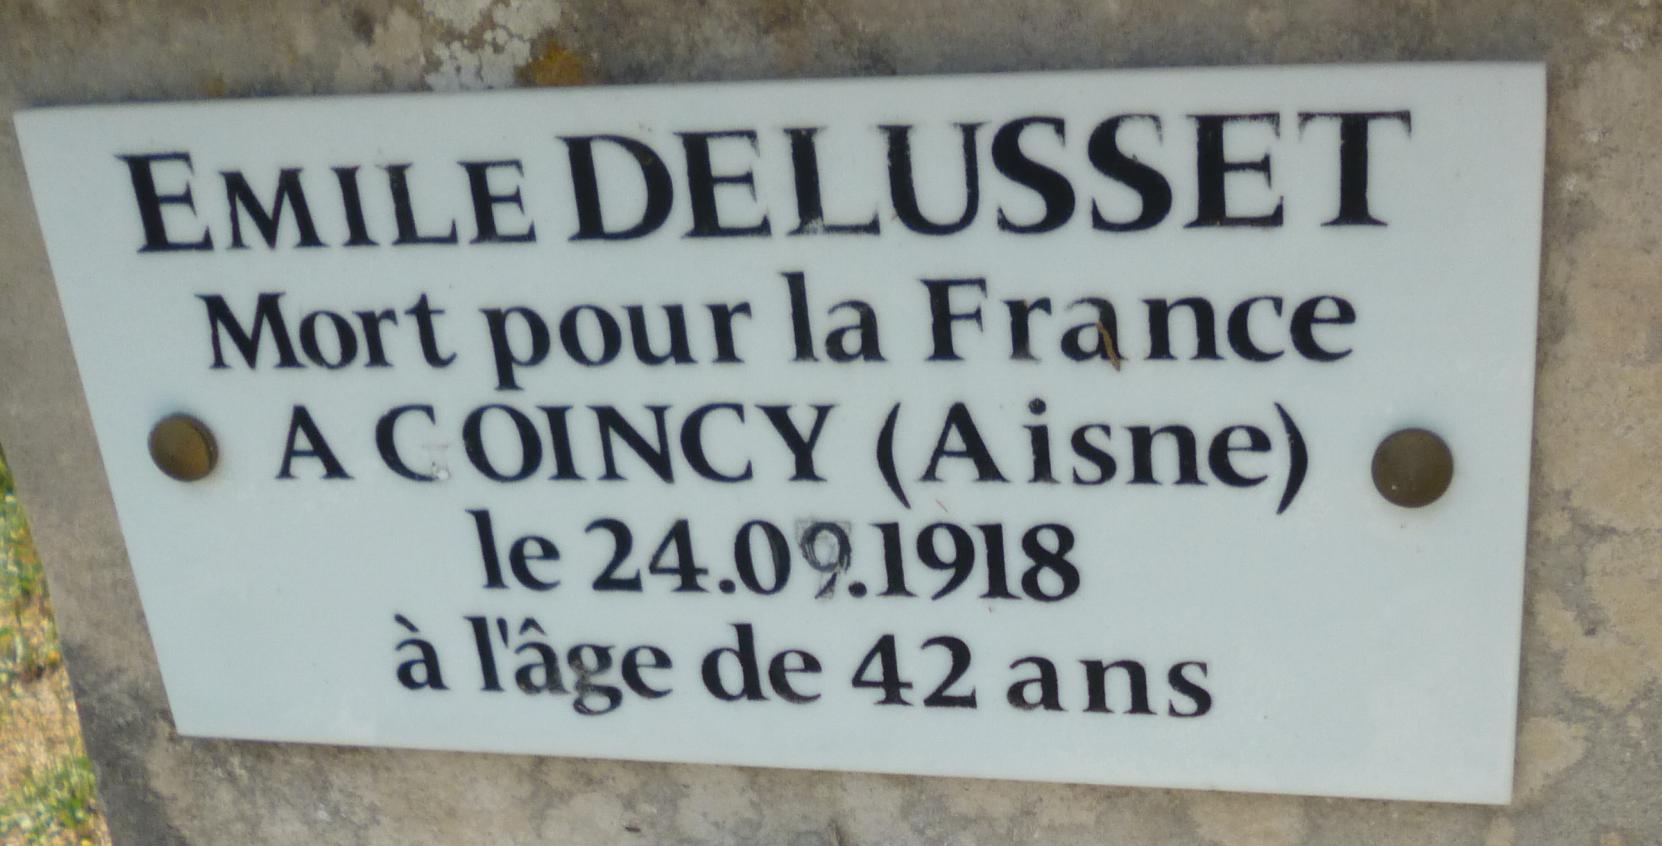 EMILE DELUSSET
Mort pour la France
A COINCY (Aisne)
le 24.09.1918
à l'âge de 42 ans